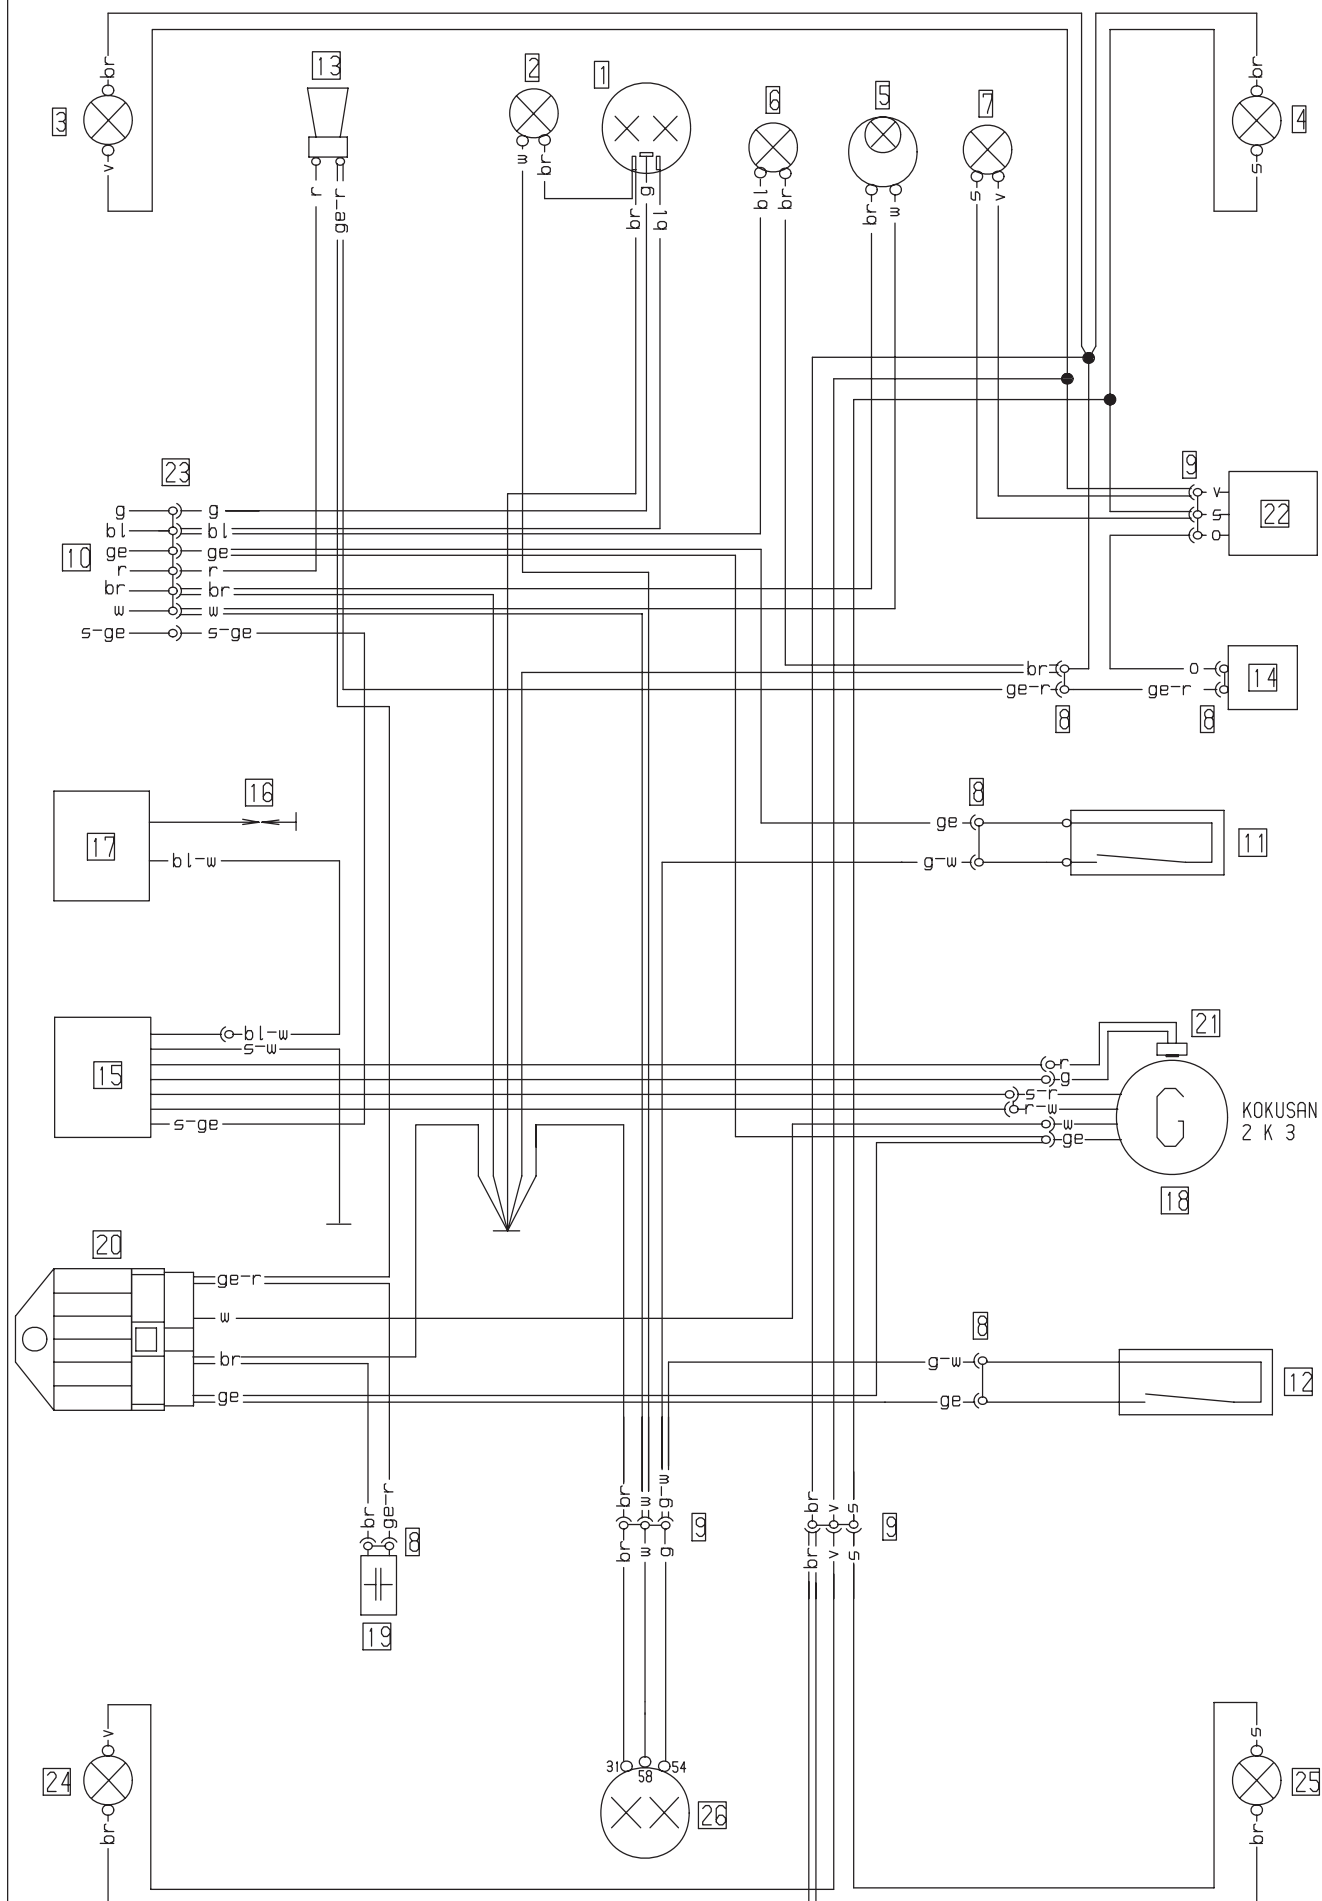 br
br
13
2
1
6
5
7
3
4
v
s
w
br
r
ge-r
br
g
bl
bl
br
br
w
s
v
23
9
g
g
v
bl
bl
s
22
10
ge
ge
o
r
r
br
br
w
w
s-ge
s-ge
br
o
14
ge-r
ge-r
8
8
16
8
17
ge
11
bl-w
g-w
21
bl-w
s-w
r
15
g
s-r
KOKUSAN
r-w
G
2 K 3
s-ge
w
ge
18
20
ge-r
w
8
br
g-w
12
ge
ge
br
ge-r
br
w
g-w
9
br
v
s
9
8
br
w
g
br
v
s
19
v
s
31
58
54
24
25
26
br
br